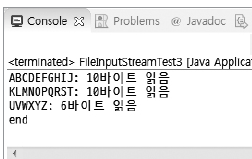 Console Problems @ Javadoc
<terminated> FileInputStreamTest3 [Java Applicat
ABCDEFGHIJ: 10바이트 읽음
KLMNOPQRST: 10바이트 읽음
UVWXYZ: 6바이트 읽음
end